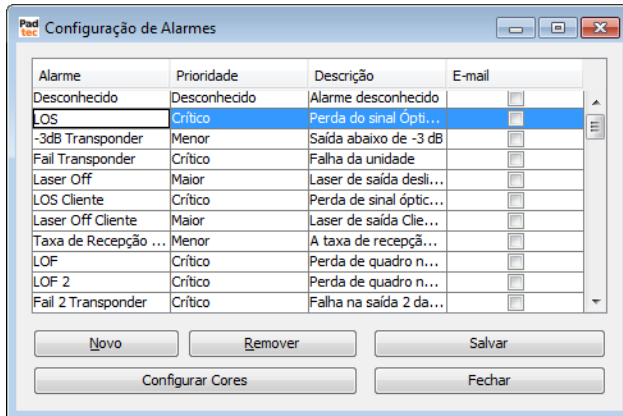 Pad
tec
Configuração de Alarmes
Alarme Prioridade Descrição E-mail
Desconhecido Desconhecido Alarme desconhecido
LOS Crítico Perda do sinal Ópti...
-3dB Transponder Menor Saída abaixo de -3 dB
Fail Transponder Crítico Falha da unidade
Laser Off Maior Laser de saída desli...
LOS Cliente Crítico Perda de sinal óptic...
Laser Off Cliente Maior Laser de saída Clie...
Taxa de Recepção ... Menor A taxa de recepçã...
LOF Crítico Perda de quadro n...
LOF 2 Crítico Perda de quadro n...
Fail 2 Transponder Crítico Falha na saída 2 da...
Novo Remover Salvar
Configurar Cores Fechar